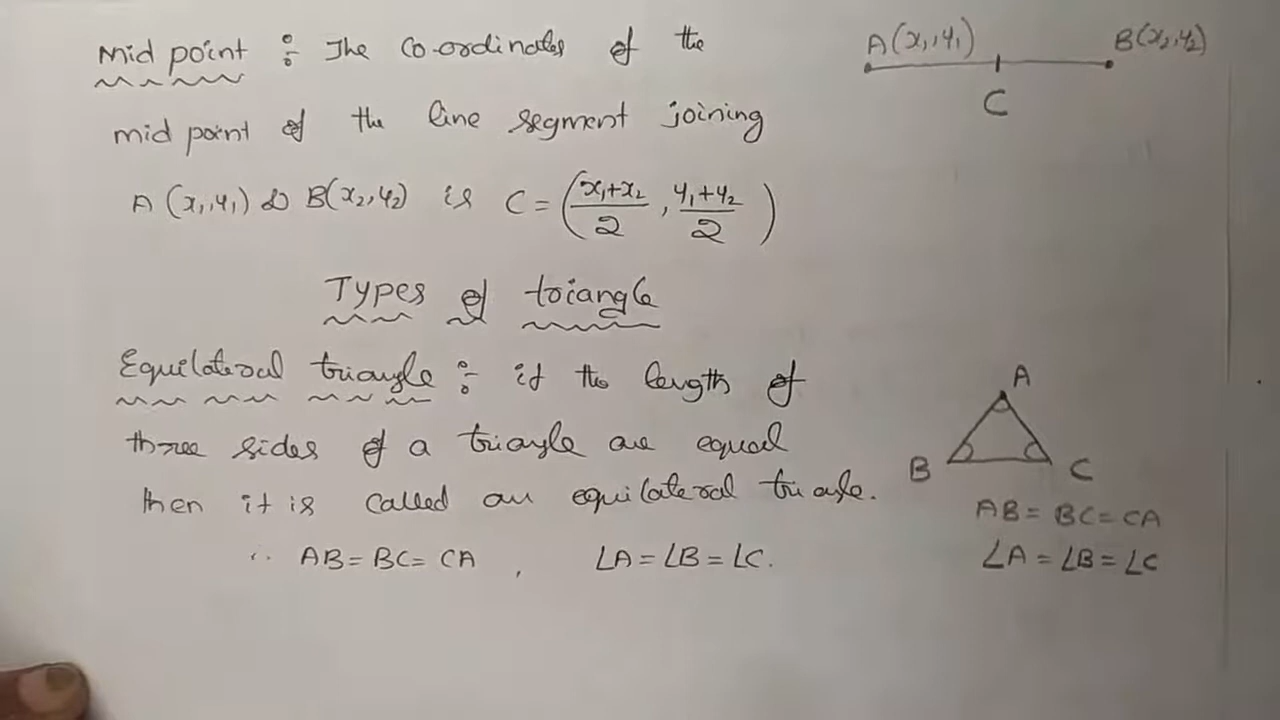 Mid point : The Co-ordinates of the
A(x₁,y₁) B(x₂,y₂)
C
mid point of the line segment joining
A (x₁,y₁) & B(x₂,y₂) is C = ((x₁+x₂)/2, (y₁+y₂)/2)
Types of triangle
Equilateral triangle : if the length of
three sides of a triangle are equal
then it is called an equilateral triangle.
∴ AB = BC = CA , ∠A = ∠B = ∠C.
A
B C
AB = BC = CA
∠A = ∠B = ∠C